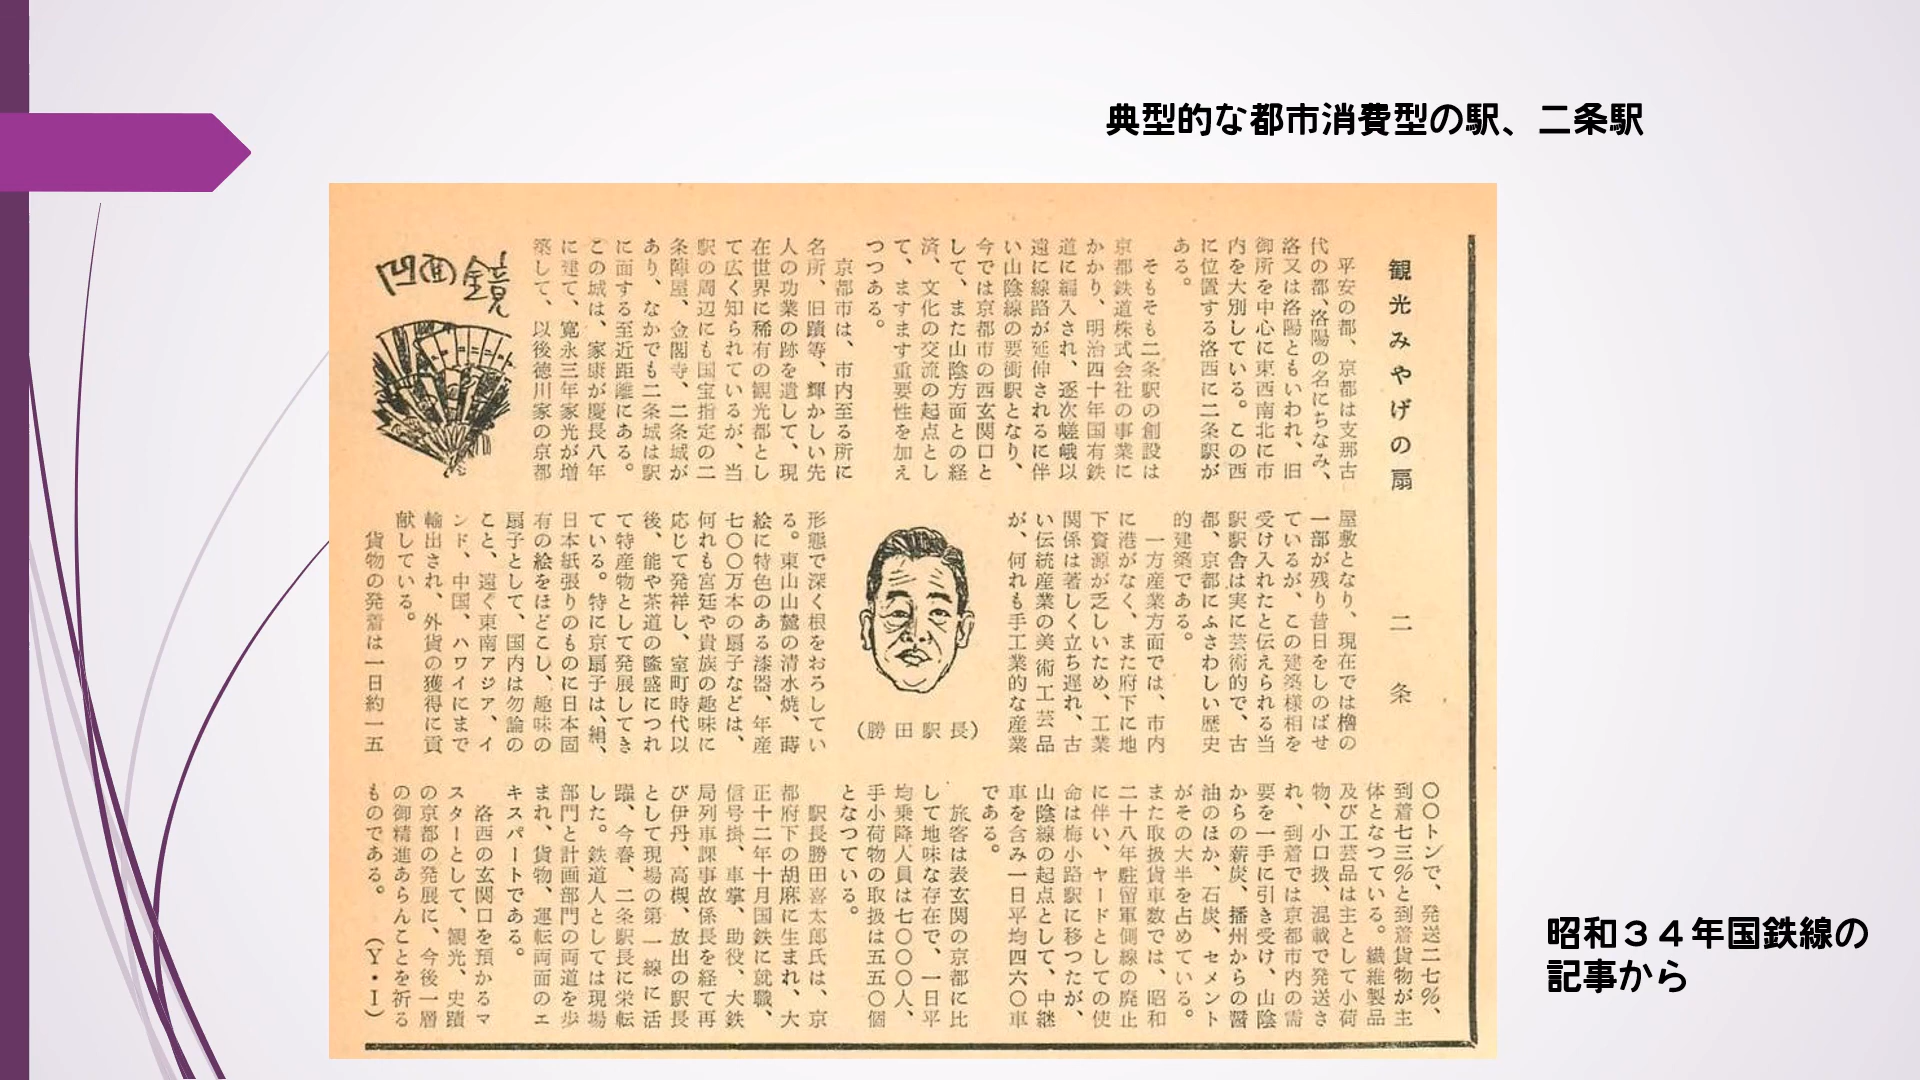 典型的な都市消費型の駅、二条駅
観光みやげの扇
二条
平安の都、京都は支那古
代の都、洛陽の名にちなみ、
洛又は洛陽ともいわれ、旧
御所を中心に東西南北に市
内を大別している。この西
に位置する洛西に二条駅が
ある。
そもそも二条駅の創設は
京都鉄道株式会社の事業に
かかり、明治四十年国有鉄
道に編入され、逐次嵯峨以
遠に線路が延伸されるに伴
い山陰線の要衝駅となり、
今では京都市の西玄関口と
して、また山陰方面との経
済、文化の交流の起点とし
て、ますます重要性を加え
つつある。
京都市は、市内至る所に
名所、旧蹟等、輝かしい先
人の功業の跡を遺して、現
在世界に稀有の観光都とし
て広く知られているが、当
駅の周辺にも国宝指定の二
条陣屋、金閣寺、二条城が
あり、なかでも二条城は駅
に面する至近距離にある。
この城は、家康が慶長八年
に建て、寛永三年家光が増
築して、以後徳川家の京都
屋敷となり、現在では櫓の
一部が残り昔日をしのばせ
ているが、この建築様相を
受け入れたと伝えられる当
駅駅舎は実に芸術的で、古
都、京都にふさわしい歴史
的建築である。
一方産業方面では、市内
に港がなく、また府下に地
下資源が乏しいため、工業
関係は著しく立ち遅れ、古
い伝統産業の美術工芸品
が、何れも手工業的な産業
形態で深く根をおろしてい
る。東山山麓の清水焼、蒔
絵に特色のある漆器、年産
七〇〇万本の扇子などは、
何れも宮廷や貴族の趣味に
応じて発祥し、室町時代以
後、能や茶道の隆盛につれ
て特産物として発展してき
ている。特に京扇子は、絹、
日本紙張りのものに日本固
有の絵をほどこし、趣味の
扇子として、国内は勿論の
こと、遠く東南アジア、イ
ンド、中国、ハワイにまで
輸出され、外貨の獲得に貢
献している。
貨物の発着は一日約一五
(勝田駅長)
〇〇トンで、発送二七%、
到着七三%と到着貨物が主
体となつている。繊維製品
及び工芸品は主として小荷
物、小口扱、混載で発送さ
れ、到着では京都市内の需
要を一手に引き受け、山陰
からの薪炭、播州からの醤
油のほか、石炭、セメント
がその大半を占めている。
また取扱貨車数では、昭和
二十八年駐留軍側線の廃止
に伴い、ヤードとしての使
命は梅小路駅に移つたが、
山陰線の起点として、中継
車を含み一日平均四六〇車
である。
旅客は表玄関の京都に比
して地味な存在で、一日平
均乗降人員は七〇〇〇人、
手小荷物の取扱は五五〇個
となつている。
駅長勝田喜太郎氏は、京
都府下の胡麻に生まれ、大
正十二年十月国鉄に就職、
信号掛、車掌、助役、大鉄
局列車課事故係長を経て再
び伊丹、高槻、放出の駅長
として現場の第一線に活
躍、今春、二条駅長に栄転
した。鉄道人としては現場
部門と計画部門の両道を歩
まれ、貨物、運転両面のエ
キスパートである。
洛西の玄関口を預かるマ
スターとして、観光、史蹟
の京都の発展に、今後一層
の御精進あらんことを祈る
ものである。　（Y・I）
昭和３４年国鉄線の
記事から